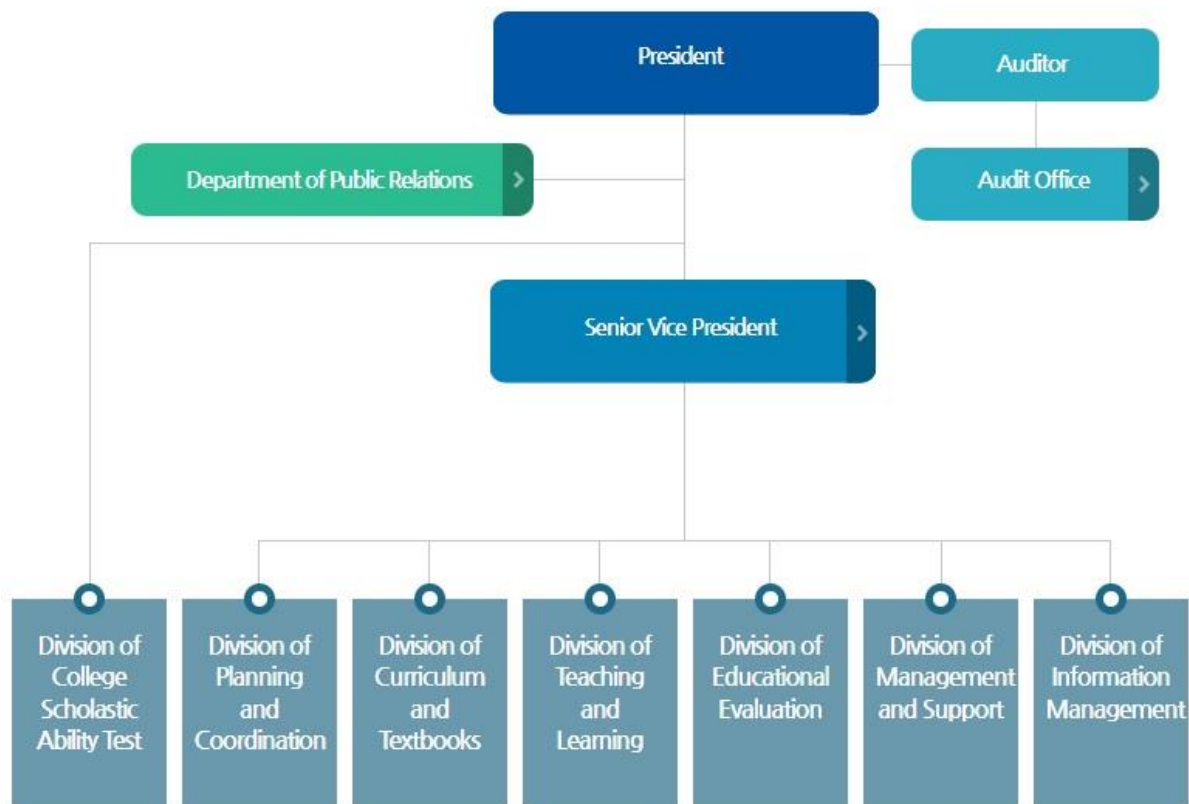 President
Auditor
Department of Public Relations
Audit Office
Senior Vice President
Division of
College
Scholastic
Ability Test
Division of
Planning
and
Coordination
Division of
Curriculum
and
Textbooks
Division of
Teaching
and
Learning
Division of
Educational
Evaluation
Division of
Management
and Support
Division of
Information
Management